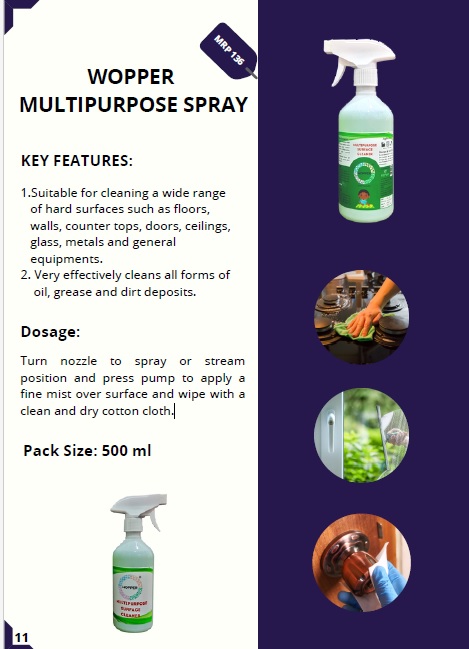 MRP 136
WOPPER
MULTIPURPOSE SPRAY
KEY FEATURES:
1.Suitable for cleaning a wide range
of hard surfaces such as floors,
walls, counter tops, doors, ceilings,
glass, metals and general
equipments.
2. Very effectively cleans all forms of
oil, grease and dirt deposits.
Dosage:
Turn nozzle to spray or stream
position and press pump to apply a
fine mist over surface and wipe with a
clean and dry cotton cloth.
Pack Size: 500 ml
MULTIPURPOSE
SURFACE
CLEANER
WOPPER
MULTIPURPOSE
SURFACE
CLEANER
11